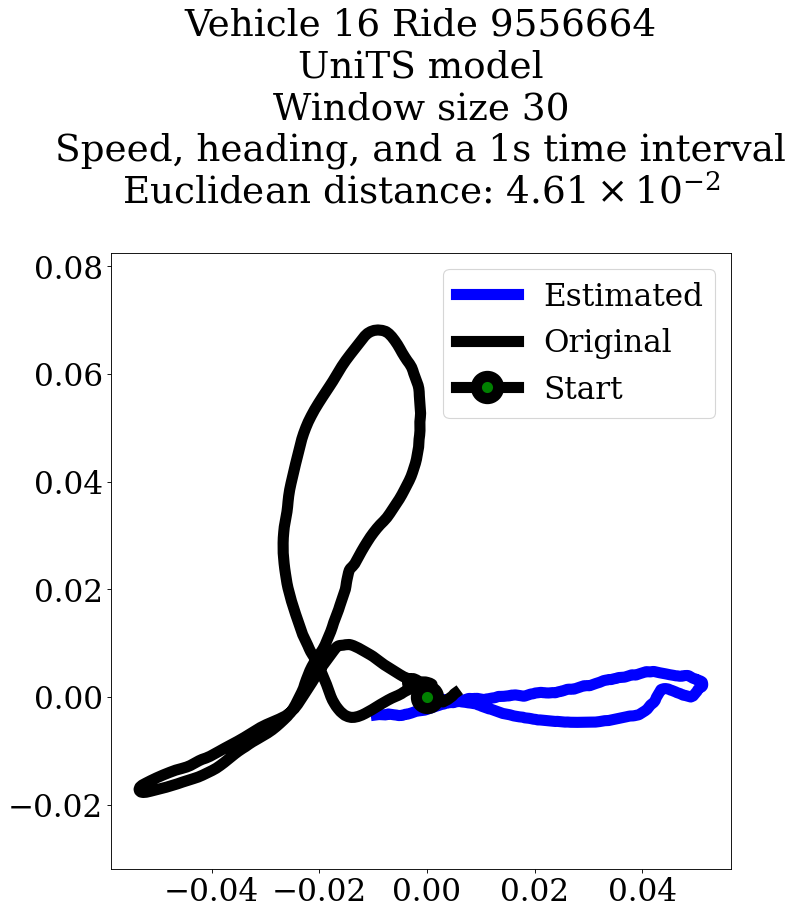 Vehicle 16 Ride 9556664
UniTS model
Window size 30
Speed, heading, and a 1s time interval
Euclidean distance: 4.61 × 10⁻²
0.08
0.06
0.04
0.02
0.00
−0.02
Estimated
Original
Start
−0.04 −0.02 0.00 0.02 0.04